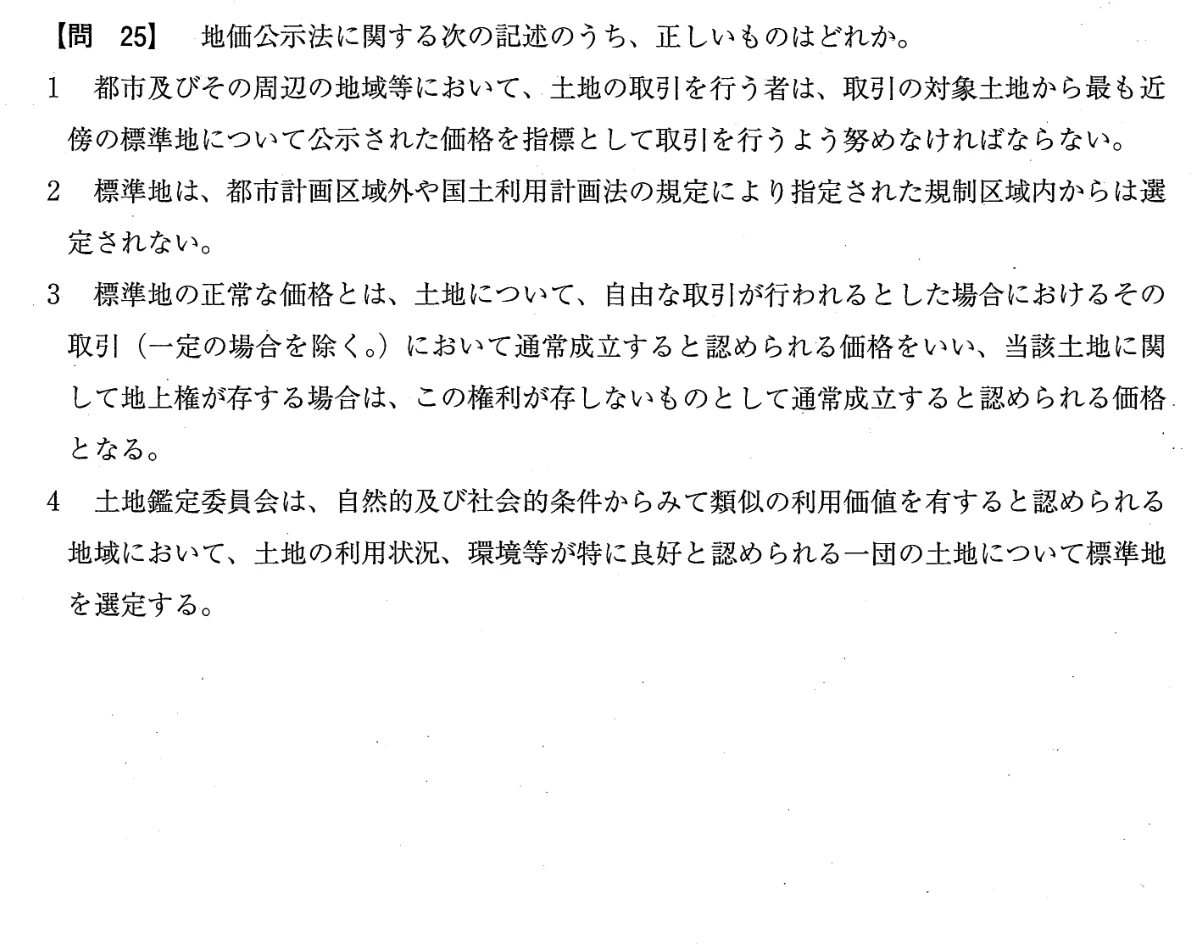 【問 25】 地価公示法に関する次の記述のうち、正しいものはどれか。
1 都市及びその周辺の地域等において、土地の取引を行う者は、取引の対象土地から最も近
傍の標準地について公示された価格を指標として取引を行うよう努めなければならない。
2 標準地は、都市計画区域外や国土利用計画法の規定により指定された規制区域内からは選
定されない。
3 標準地の正常な価格とは、土地について、自由な取引が行われるとした場合におけるその
取引（一定の場合を除く。）において通常成立すると認められる価格をいい、当該土地に関
して地上権が存する場合は、この権利が存しないものとして通常成立すると認められる価格
となる。
4 土地鑑定委員会は、自然的及び社会的条件からみて類似の利用価値を有すると認められる
地域において、土地の利用状況、環境等が特に良好と認められる一団の土地について標準地
を選定する。